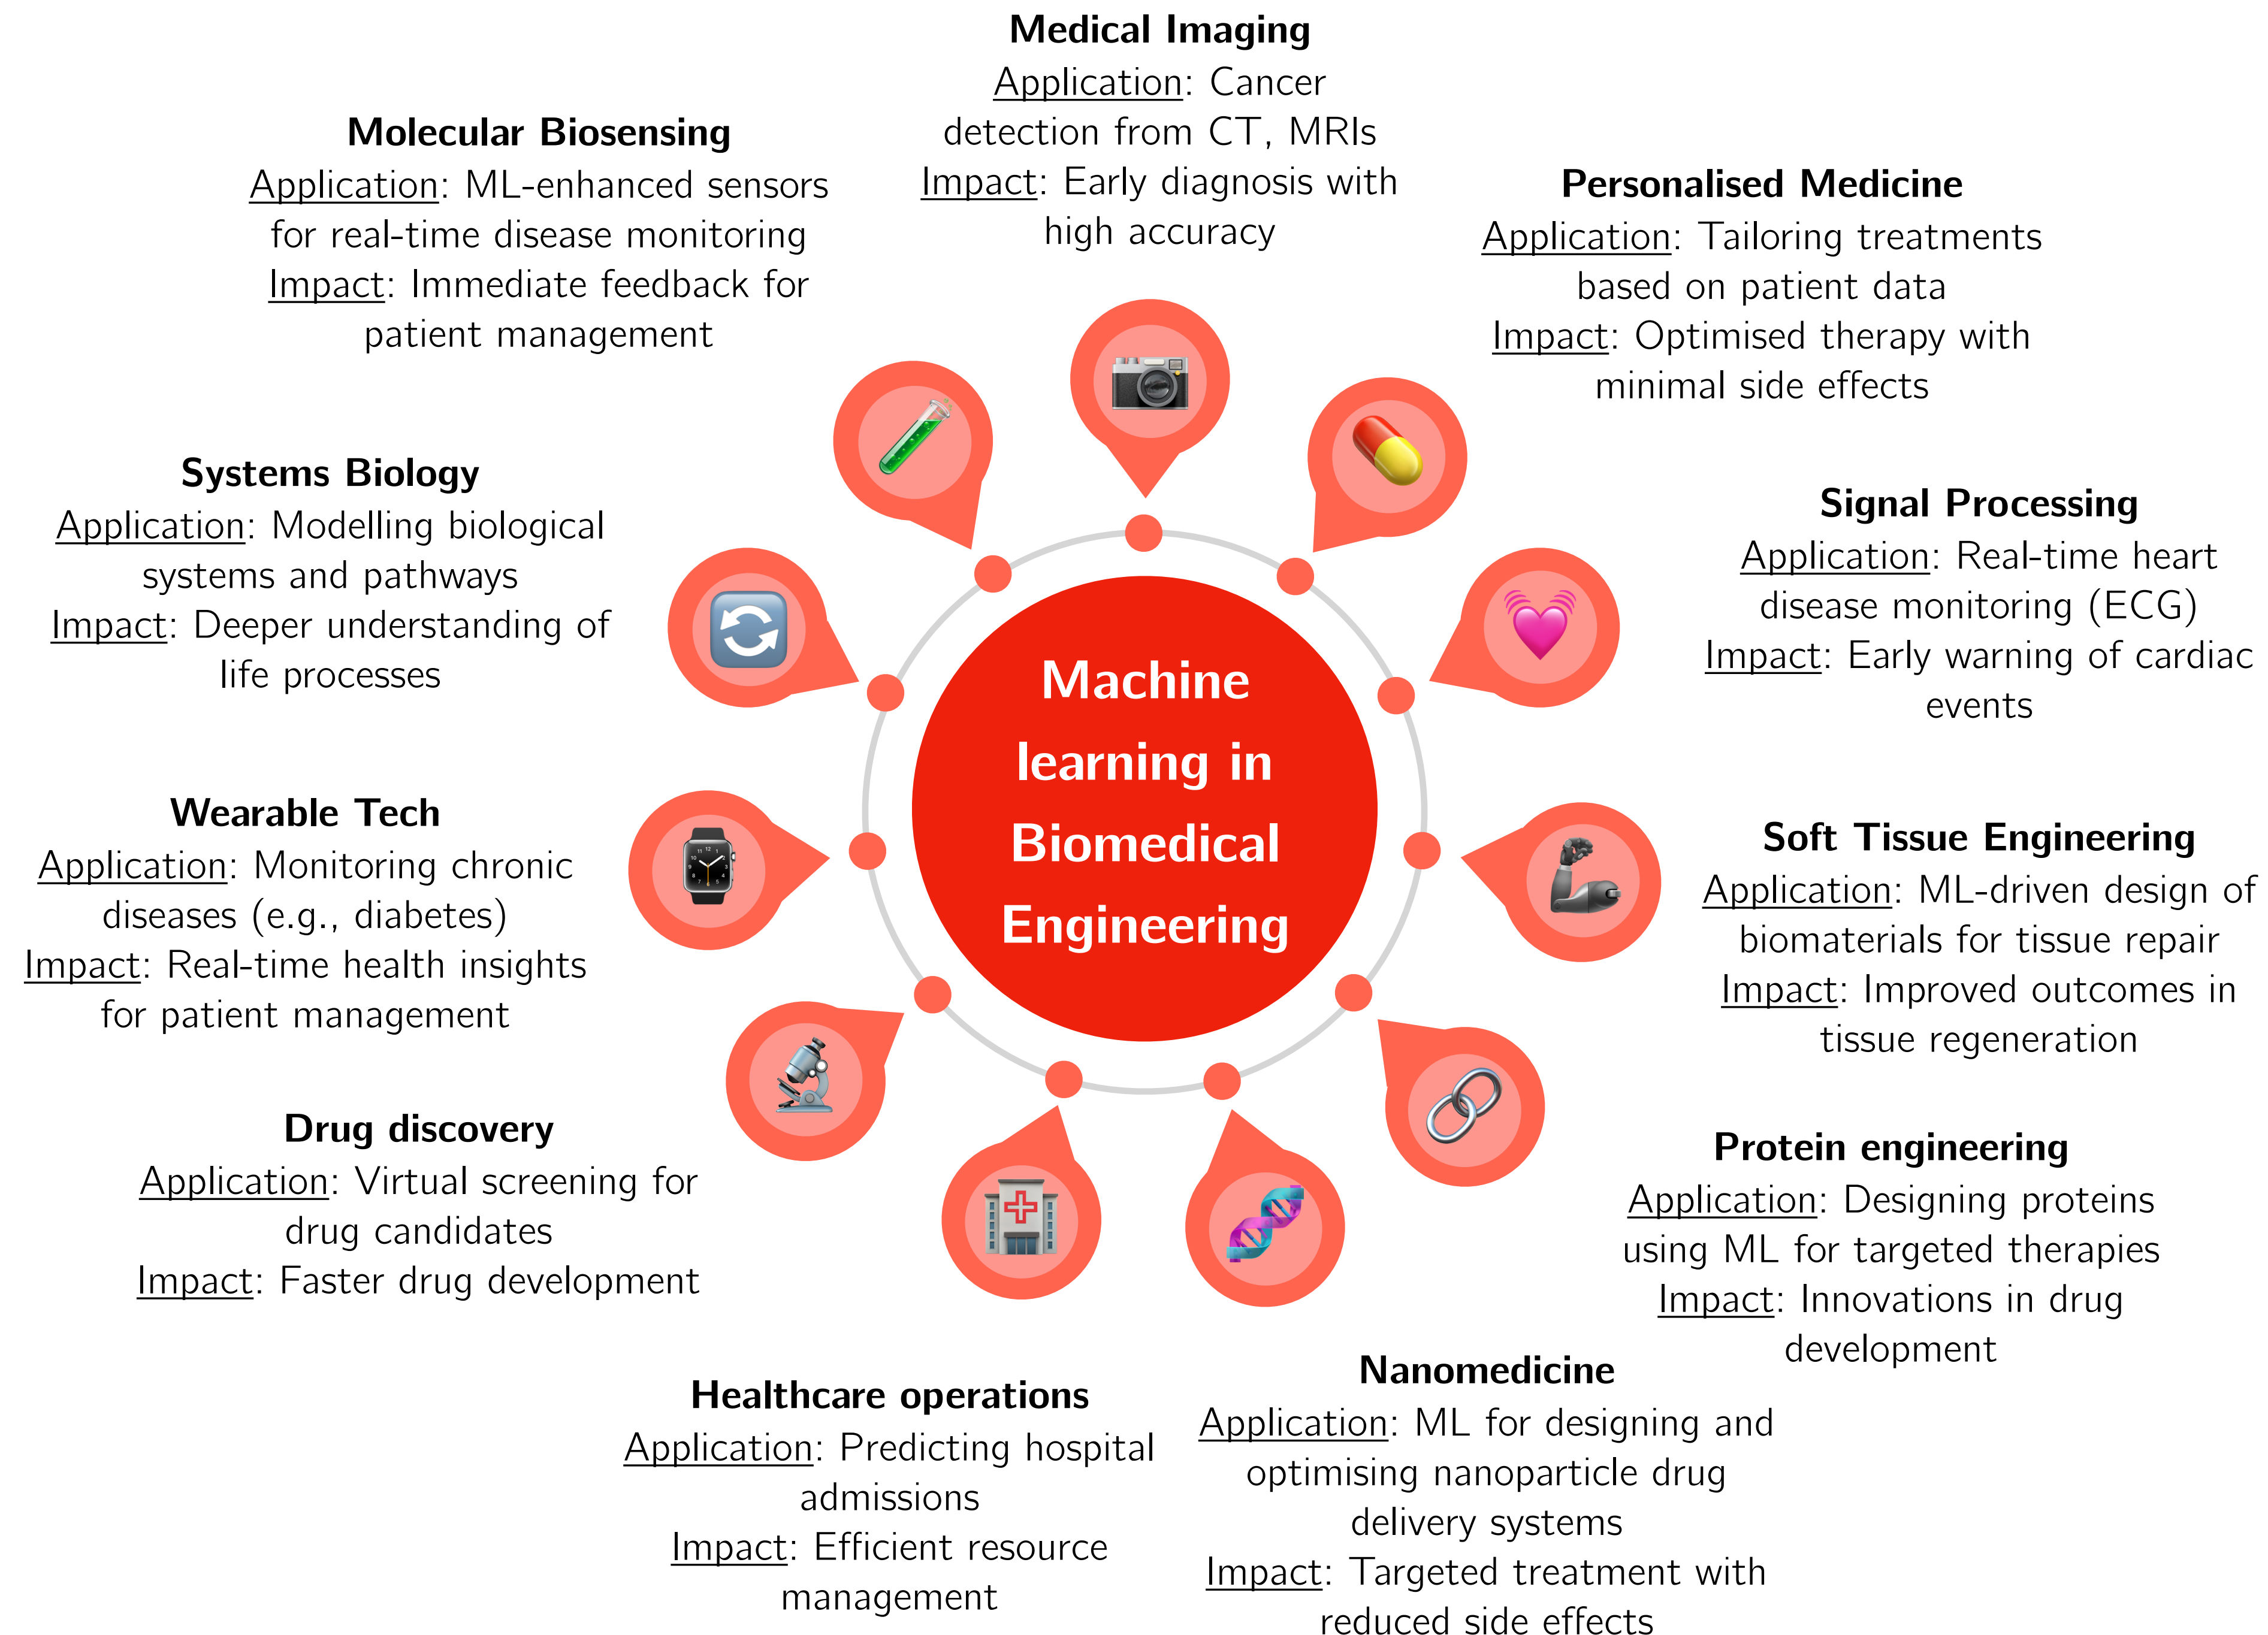 Medical Imaging
Application: Cancer
detection from CT, MRIs
Impact: Early diagnosis with
high accuracy
Molecular Biosensing
Application: ML-enhanced sensors
for real-time disease monitoring
Impact: Immediate feedback for
patient management
Personalised Medicine
Application: Tailoring treatments
based on patient data
Impact: Optimised therapy with
minimal side effects
Systems Biology
Application: Modelling biological
systems and pathways
Impact: Deeper understanding of
life processes
Signal Processing
Application: Real-time heart
disease monitoring (ECG)
Impact: Early warning of cardiac
events
Machine
learning in
Biomedical
Engineering
Wearable Tech
Application: Monitoring chronic
diseases (e.g., diabetes)
Impact: Real-time health insights
for patient management
Soft Tissue Engineering
Application: ML-driven design of
biomaterials for tissue repair
Impact: Improved outcomes in
tissue regeneration
Drug discovery
Application: Virtual screening for
drug candidates
Impact: Faster drug development
Protein engineering
Application: Designing proteins
using ML for targeted therapies
Impact: Innovations in drug
development
Healthcare operations
Application: Predicting hospital
admissions
Impact: Efficient resource
management
Nanomedicine
Application: ML for designing and
optimising nanoparticle drug
delivery systems
Impact: Targeted treatment with
reduced side effects